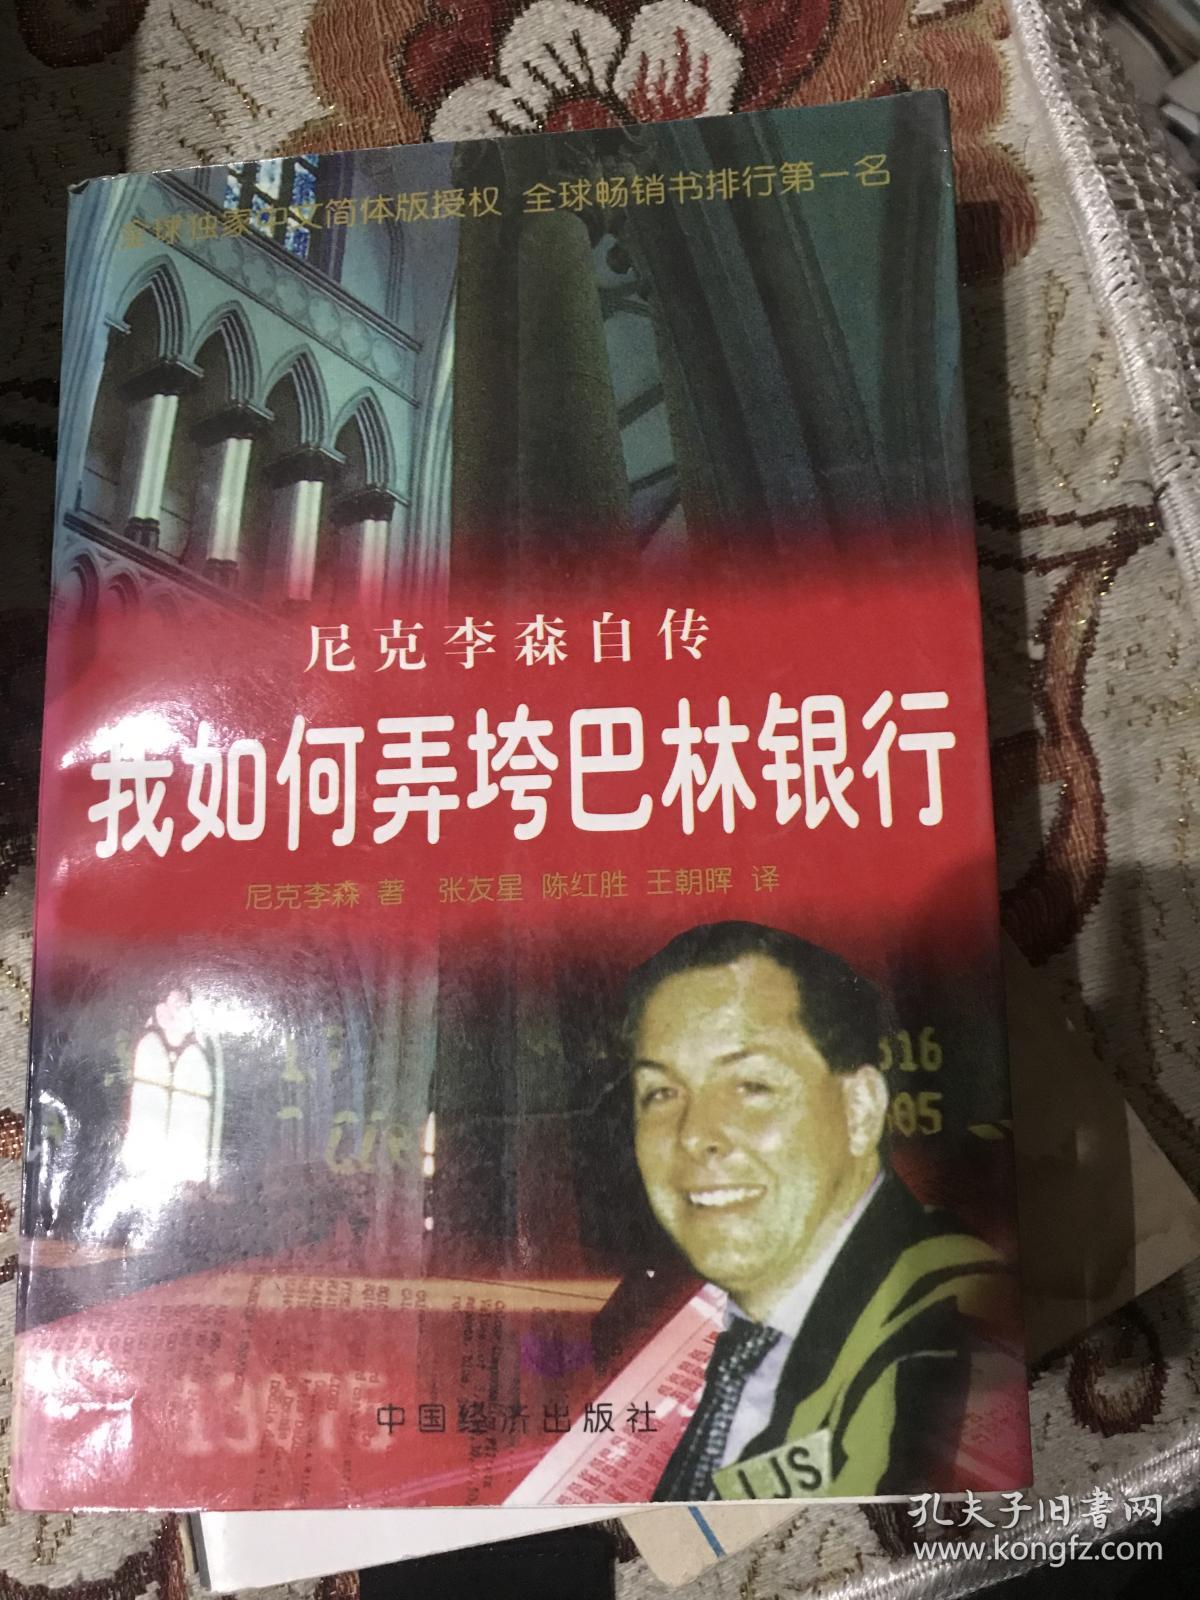 全球独家中文简体版授权 全球畅销书排行第一名
尼克李森自传
我如何弄垮巴林银行
尼克李森 著 张友星 陈红胜 王朝晖 译
316
605
中国经济出版社
JJS
孔夫子旧书网
www.kongfz.com